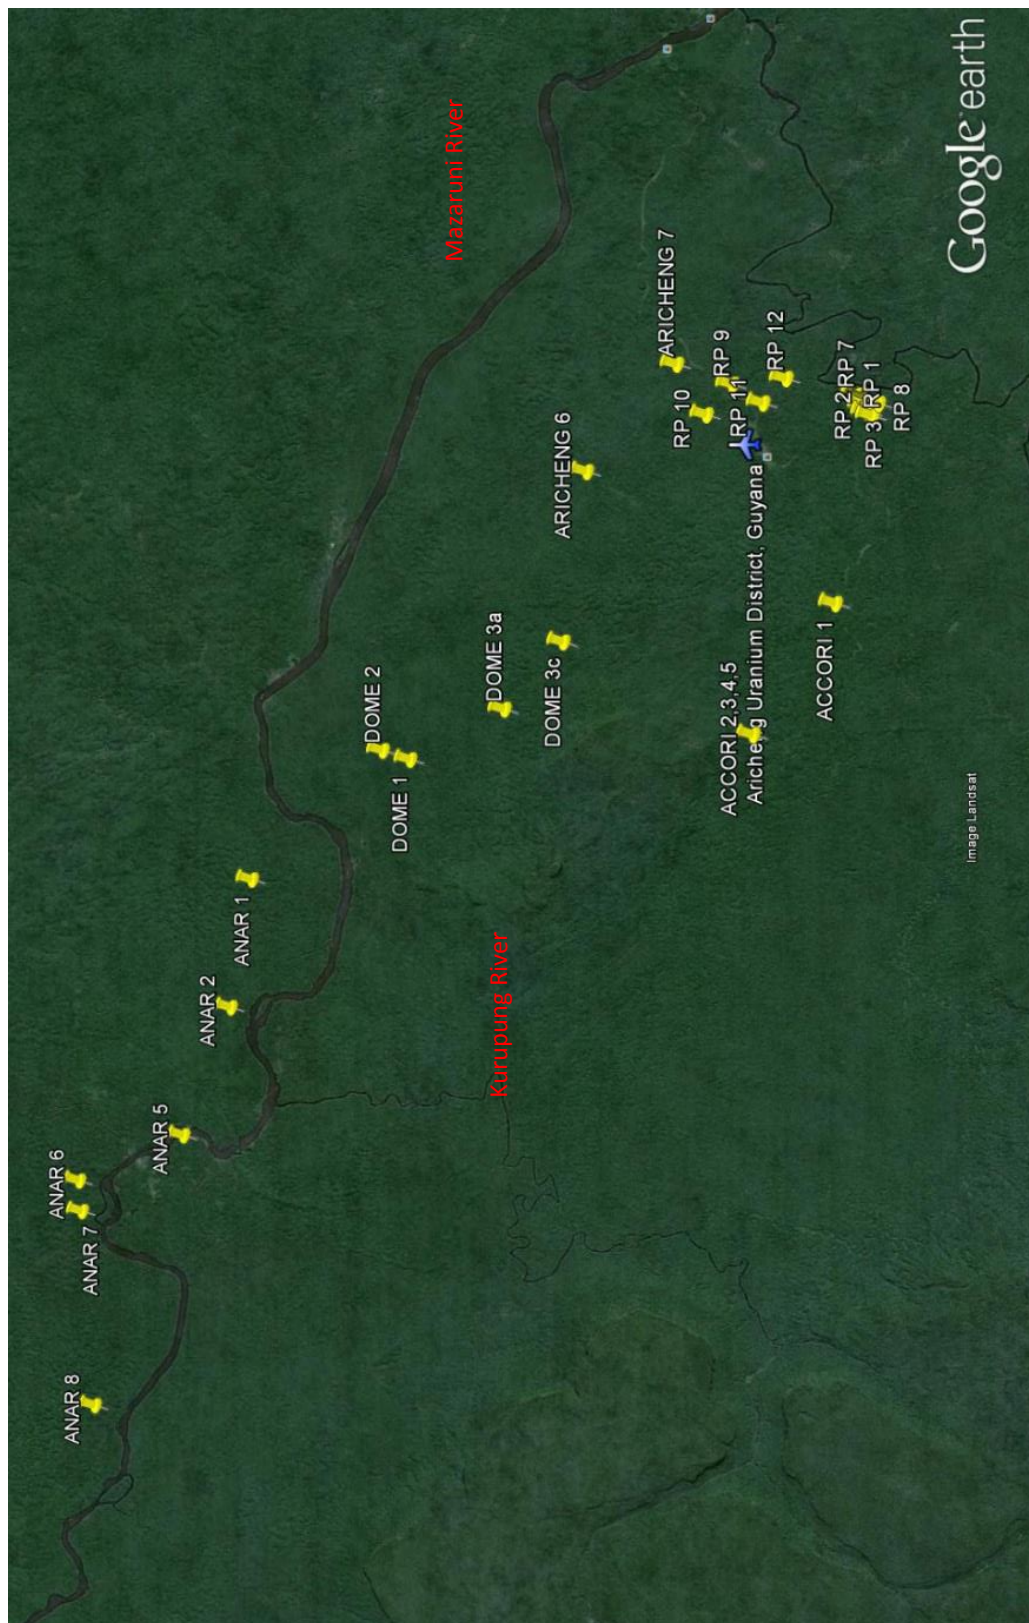 ANAR 8
ANAR 7
ANAR 6
ANAR 5
ANAR 2
ANAR 1
Mazaruni River
DOME 2
DOME 1
Kurupung River
DOME 3a
DOME 3c
ARICHENG 6
ARICHENG 7
RP 10
RP 9
RP 11
RP 12
ACCORI 2,3,4,5
Aricheng Uranium District, Guyana
ACCORI 1
RP 2
RP 7
RP 3
RP 1
RP 8
Image Landsat
Google earth